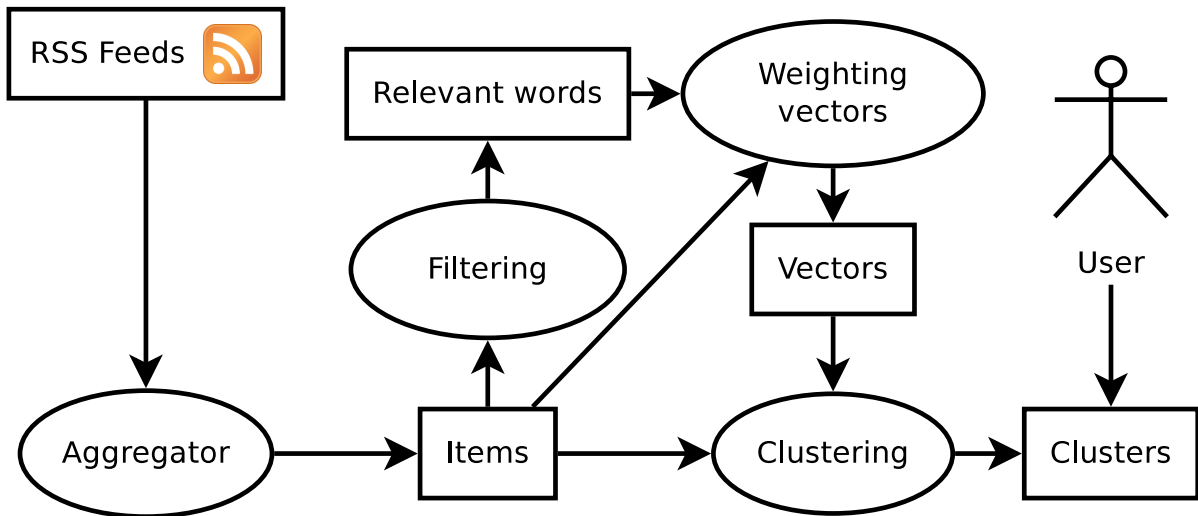 RSS Feeds
Relevant words
Weighting
vectors
Filtering
Vectors
User
Aggregator
Items
Clustering
Clusters